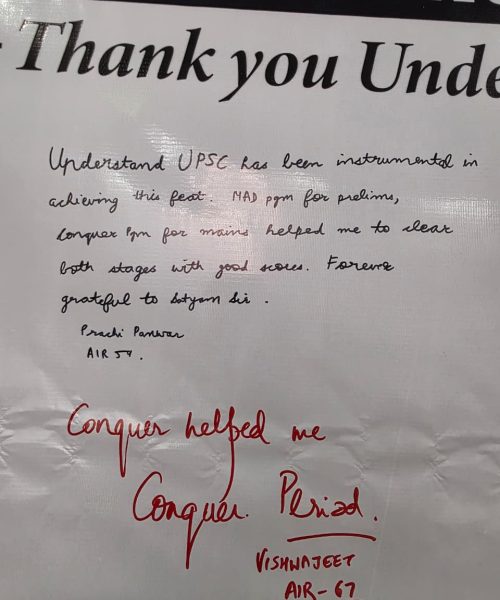 Thank you Unde
Understand UPSC has been instrumental in
achieving this feat. MAD pgm for prelims,
Conquer Pgm for mains helped me to clear
both stages with good scores. Forever
grateful to Satyam Sir.
Prachi Panwar
AIR
Conquer helped me
Conquer. Period.
VISHWAJEET
AIR-67